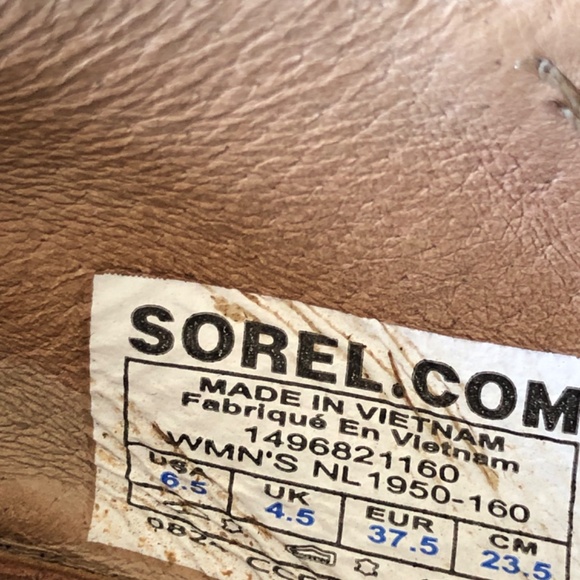 SOREL.COM
MADE IN VIETNAM
Fabriqué En Vietnam
1496821160
WMN'S NL1950-160
USA UK EUR CM
6.5 4.5 37.5 23.5